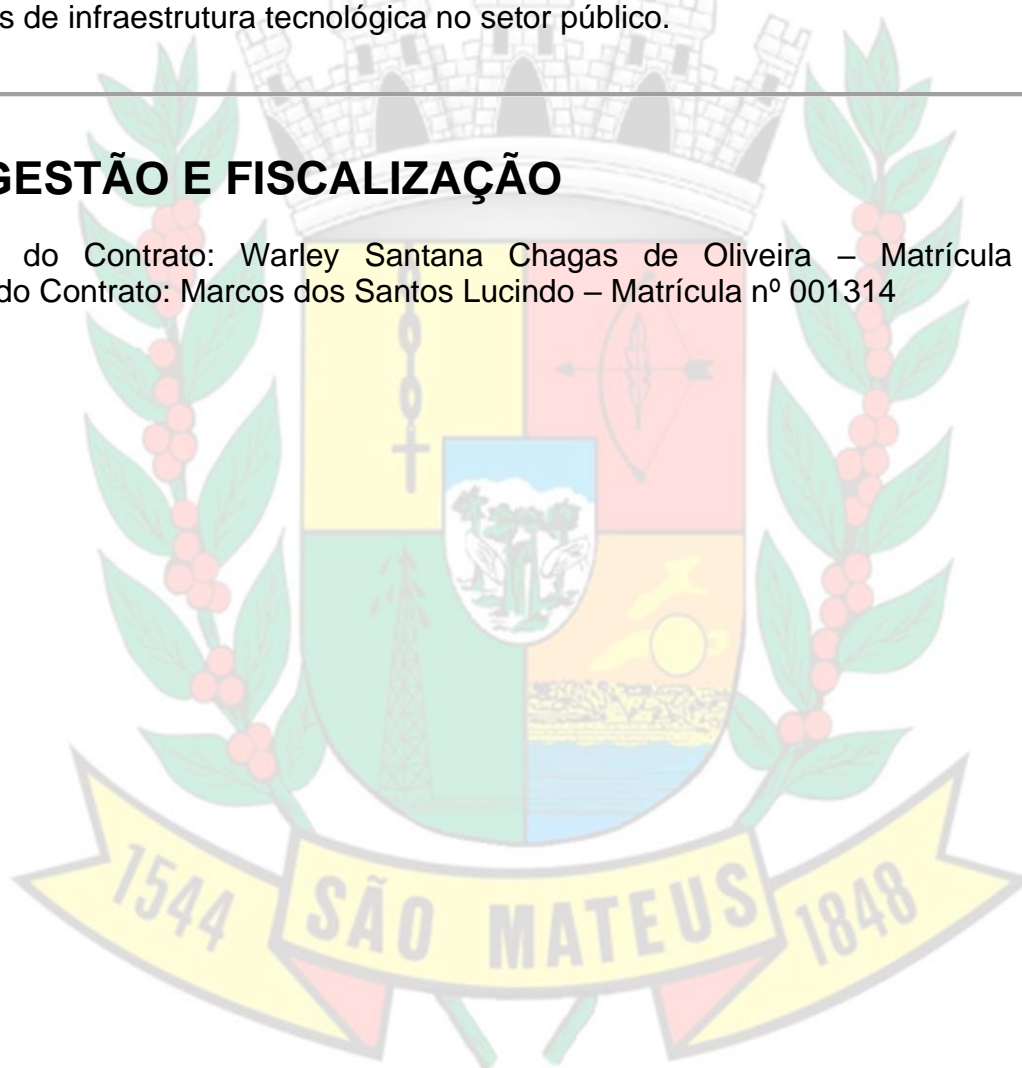 s de infraestrutura tecnológica no setor público.
GESTÃO E FISCALIZAÇÃO
do Contrato: Warley Santana Chagas de Oliveira – Matrícula
do Contrato: Marcos dos Santos Lucindo – Matrícula nº 001314
1544 SÃO MATEUS 1848